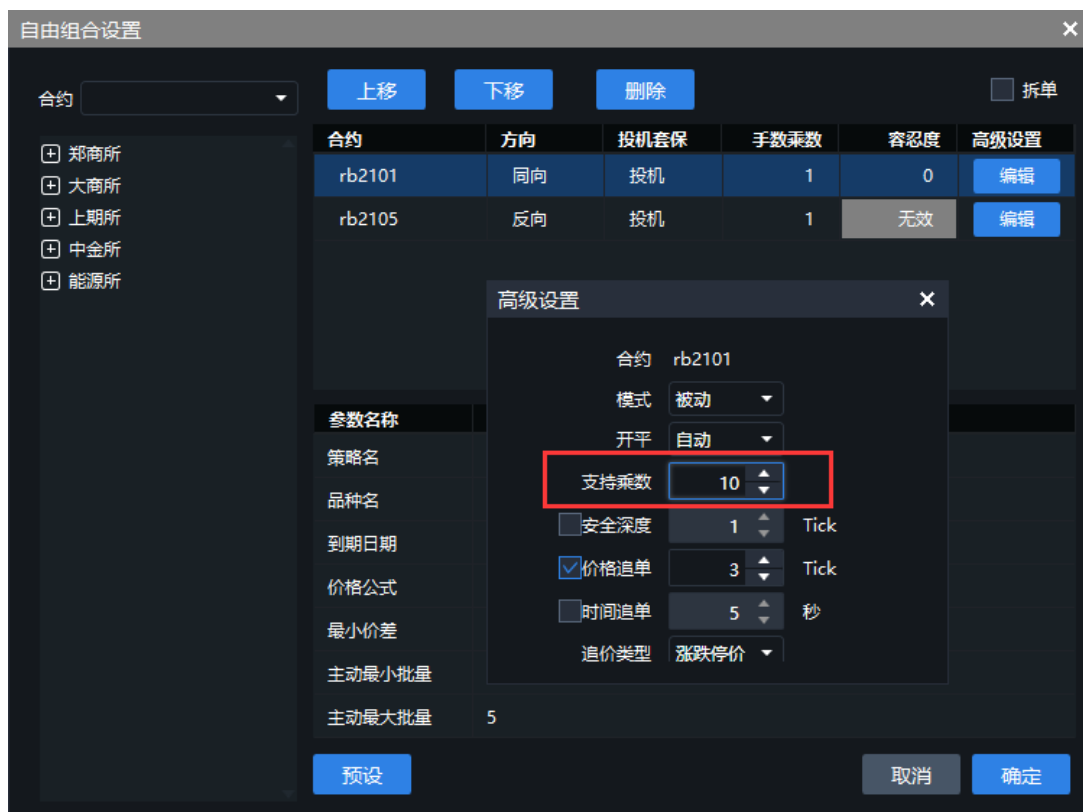 自由组合设置
合约
上移 下移 删除
拆单
郑商所
大商所
上期所
中金所
能源所
合约 方向 投机套保 手数乘数 容忍度 高级设置
rb2101 同向 投机 1 0 编辑
rb2105 反向 投机 1 无效 编辑
高级设置
合约 rb2101
模式 被动
开平 自动
支持乘数 10
安全深度 1 Tick
价格追单 3 Tick
时间追单 5 秒
追价类型 涨跌停价
参数名称
策略名
品种名
到期日期
价格公式
最小价差
主动最小批量
主动最大批量 5
预设 取消 确定